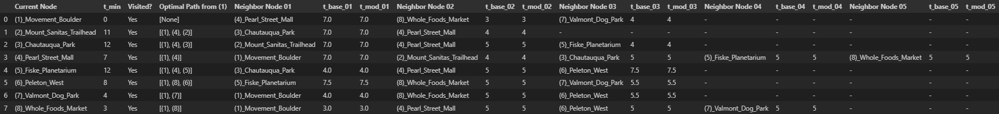 Current Node t_min Visited? Optimal Path from (1) Neighbor Node 01 t_base_01 t_mod_01 Neighbor Node 02 t_base_02 t_mod_02 Neighbor Node 03 t_base_03 t_mod_03 Neighbor Node 04 t_base_04 t_mod_04 Neighbor Node 05 t_base_05 t_mod_05
0 (1)_Movement_Boulder 0 Yes [None] (4)_Pearl_Street_Mall 7.0 7.0 (8)_Whole_Foods_Market 3 3 (7)_Valmont_Dog_Park 4 4 - - - - - -
1 (2)_Mount_Sanitas_Trailhead 11 Yes [(1), (4), (2)] (3)_Chautauqua_Park 7.0 7.0 (4)_Pearl_Street_Mall 4 4 - - - - - - - - -
2 (3)_Chautauqua_Park 12 Yes [(1), (4), (3)] (2)_Mount_Sanitas_Trailhead 7.0 7.0 (4)_Pearl_Street_Mall 5 5 (5)_Fiske_Planetarium 4 4 - - - - - -
3 (4)_Pearl_Street_Mall 7 Yes [(1), (4)] (1)_Movement_Boulder 7.0 7.0 (2)_Mount_Sanitas_Trailhead 4 4 (3)_Chautauqua_Park 5 5 (5)_Fiske_Planetarium 5 5 (8)_Whole_Foods_Market 5 5
4 (5)_Fiske_Planetarium 12 Yes [(1), (4), (5)] (3)_Chautauqua_Park 4.0 4.0 (4)_Pearl_Street_Mall 5 5 (6)_Peleton_West 7.5 7.5 - - - - - -
5 (6)_Peleton_West 8 Yes [(1), (8), (6)] (5)_Fiske_Planetarium 7.5 7.5 (8)_Whole_Foods_Market 5 5 (7)_Valmont_Dog_Park 5.5 5.5 - - - - - -
6 (7)_Valmont_Dog_Park 4 Yes [(1), (7)] (1)_Movement_Boulder 4.0 4.0 (8)_Whole_Foods_Market 5 5 (6)_Peleton_West 5.5 5.5 - - - - - -
7 (8)_Whole_Foods_Market 3 Yes [(1), (8)] (1)_Movement_Boulder 3.0 3.0 (4)_Pearl_Street_Mall 5 5 (6)_Peleton_West 5 5 (7)_Valmont_Dog_Park 5 5 - - -